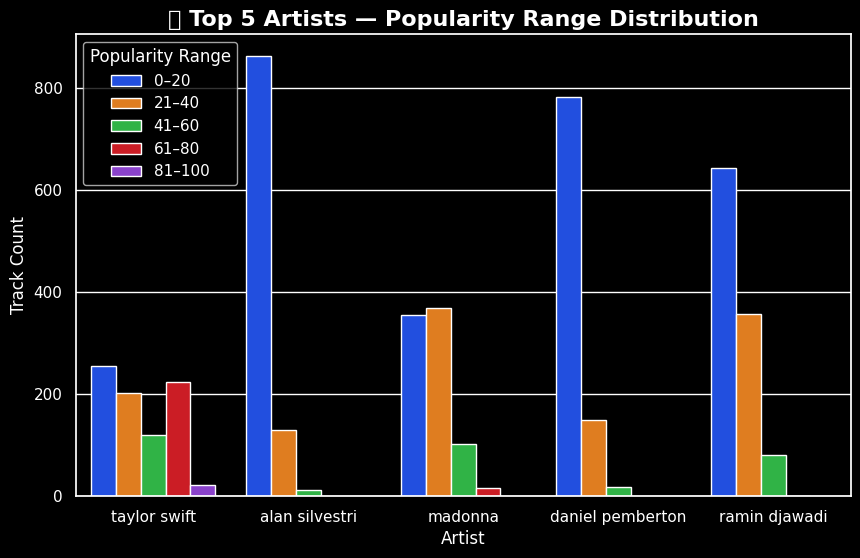 Top 5 Artists — Popularity Range Distribution
Popularity Range
0–20
21–40
41–60
61–80
81–100
Track Count
800
600
400
200
0
taylor swift
alan silvestri
madonna
daniel pemberton
ramin djawadi
Artist